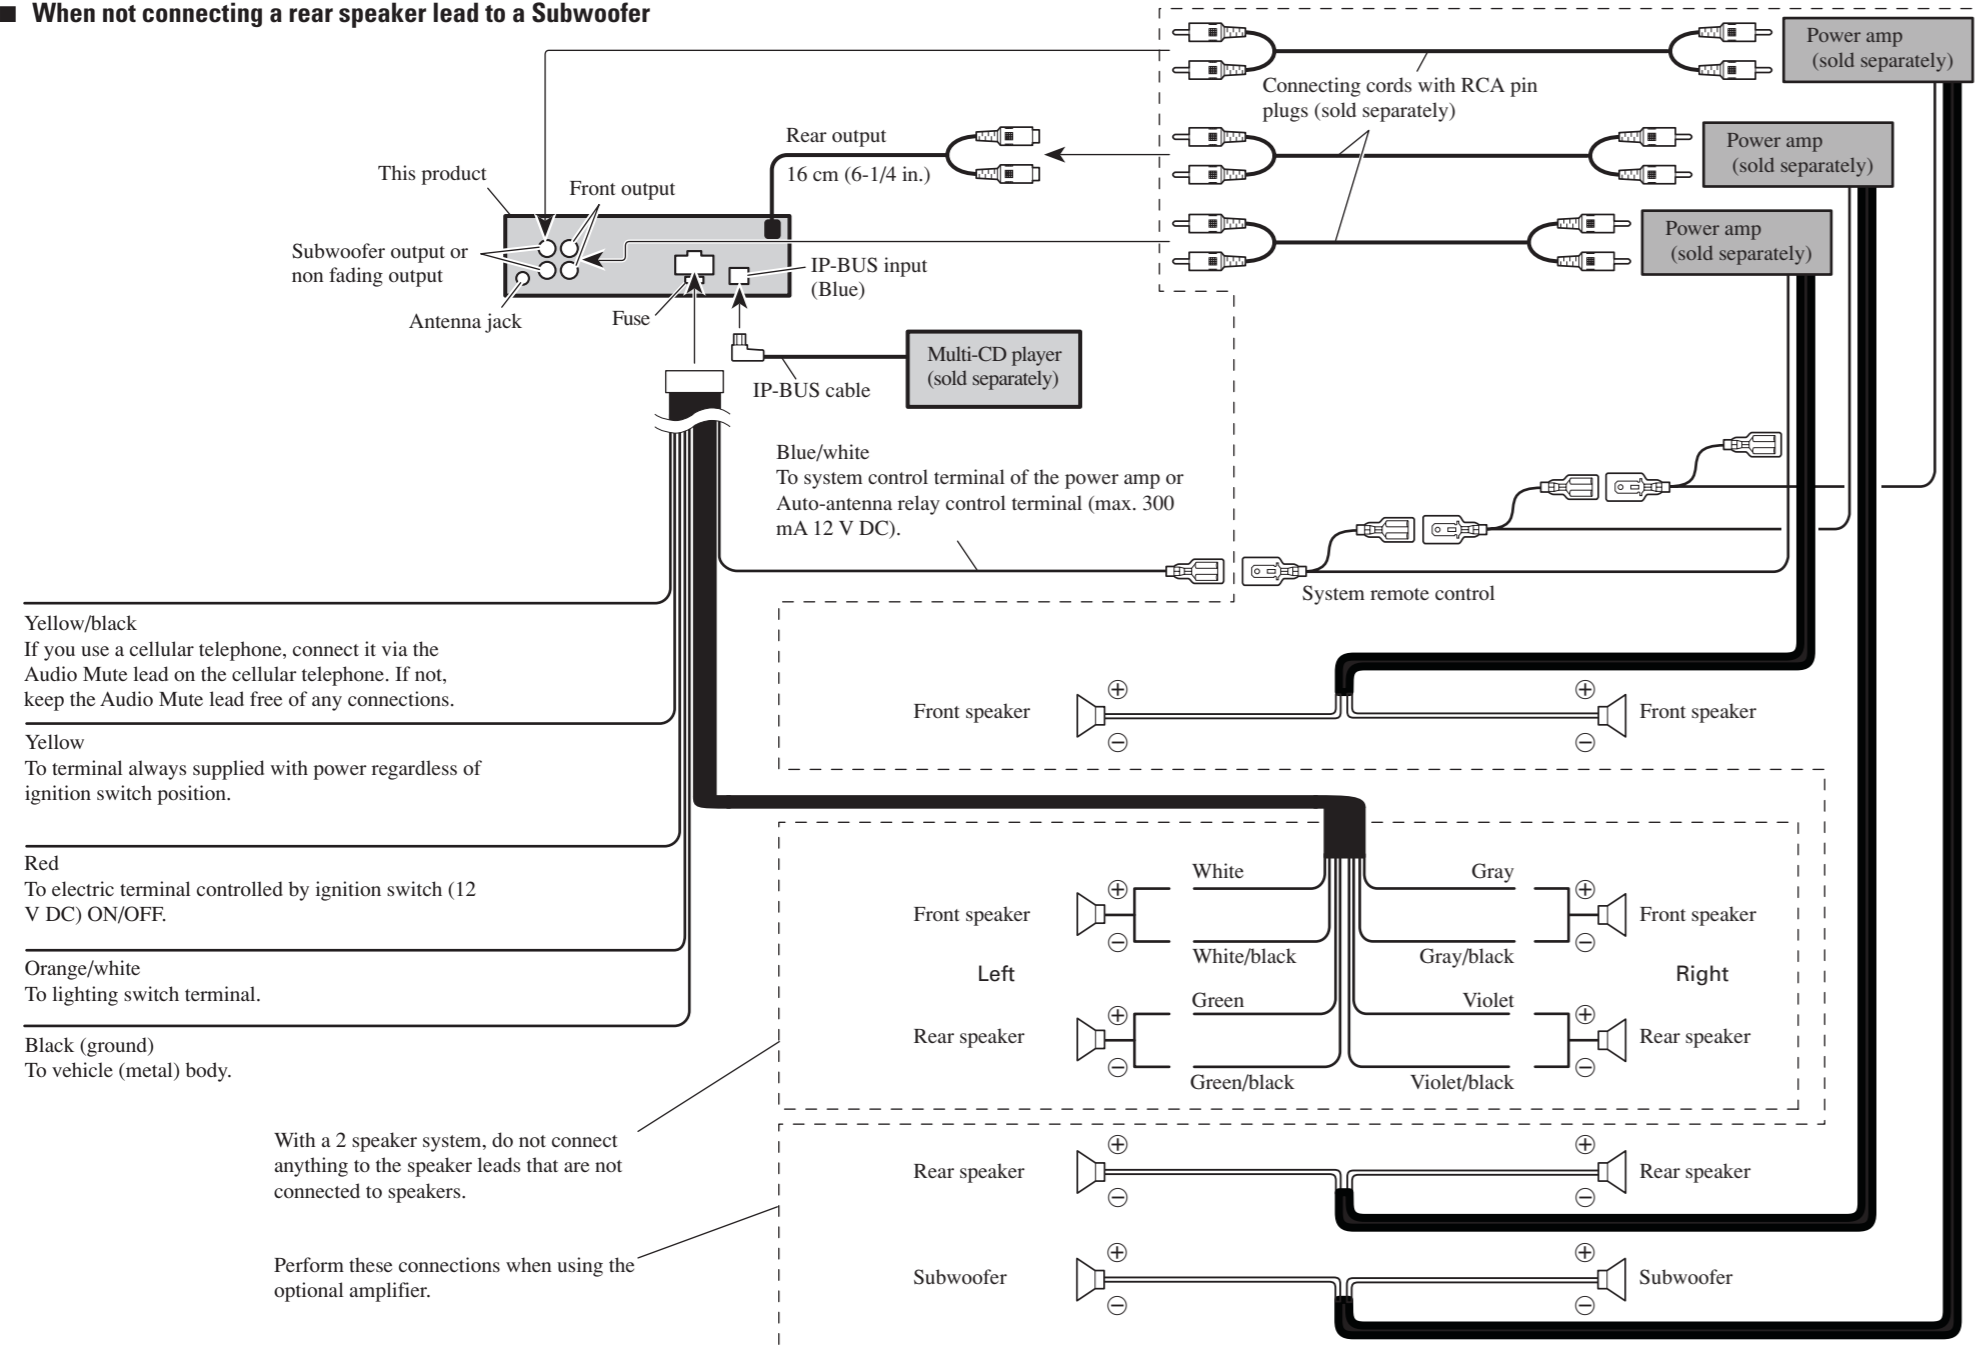 ■ When not connecting a rear speaker lead to a Subwoofer
Power amp
(sold separately)
Connecting cords with RCA pin
plugs (sold separately)
Rear output
16 cm (6-1/4 in.)
Power amp
(sold separately)
This product
Front output
Power amp
(sold separately)
Subwoofer output or
non fading output
IP-BUS input
(Blue)
Antenna jack
Fuse
Multi-CD player
(sold separately)
IP-BUS cable
Blue/white
To system control terminal of the power amp or
Auto-antenna relay control terminal (max. 300
mA 12 V DC).
System remote control
Yellow/black
If you use a cellular telephone, connect it via the
Audio Mute lead on the cellular telephone. If not,
keep the Audio Mute lead free of any connections.
Yellow
To terminal always supplied with power regardless of
ignition switch position.
Red
To electric terminal controlled by ignition switch (12
V DC) ON/OFF.
Orange/white
To lighting switch terminal.
Black (ground)
To vehicle (metal) body.
With a 2 speaker system, do not connect
anything to the speaker leads that are not
connected to speakers.
Perform these connections when using the
optional amplifier.
Front speaker
+
−
+
−
Front speaker
White
Gray
Front speaker
+
−
+
−
Front speaker
White/black
Gray/black
Left
Right
Green
Violet
Rear speaker
+
−
+
−
Rear speaker
Green/black
Violet/black
Rear speaker
+
−
+
−
Rear speaker
Subwoofer
+
−
+
−
Subwoofer